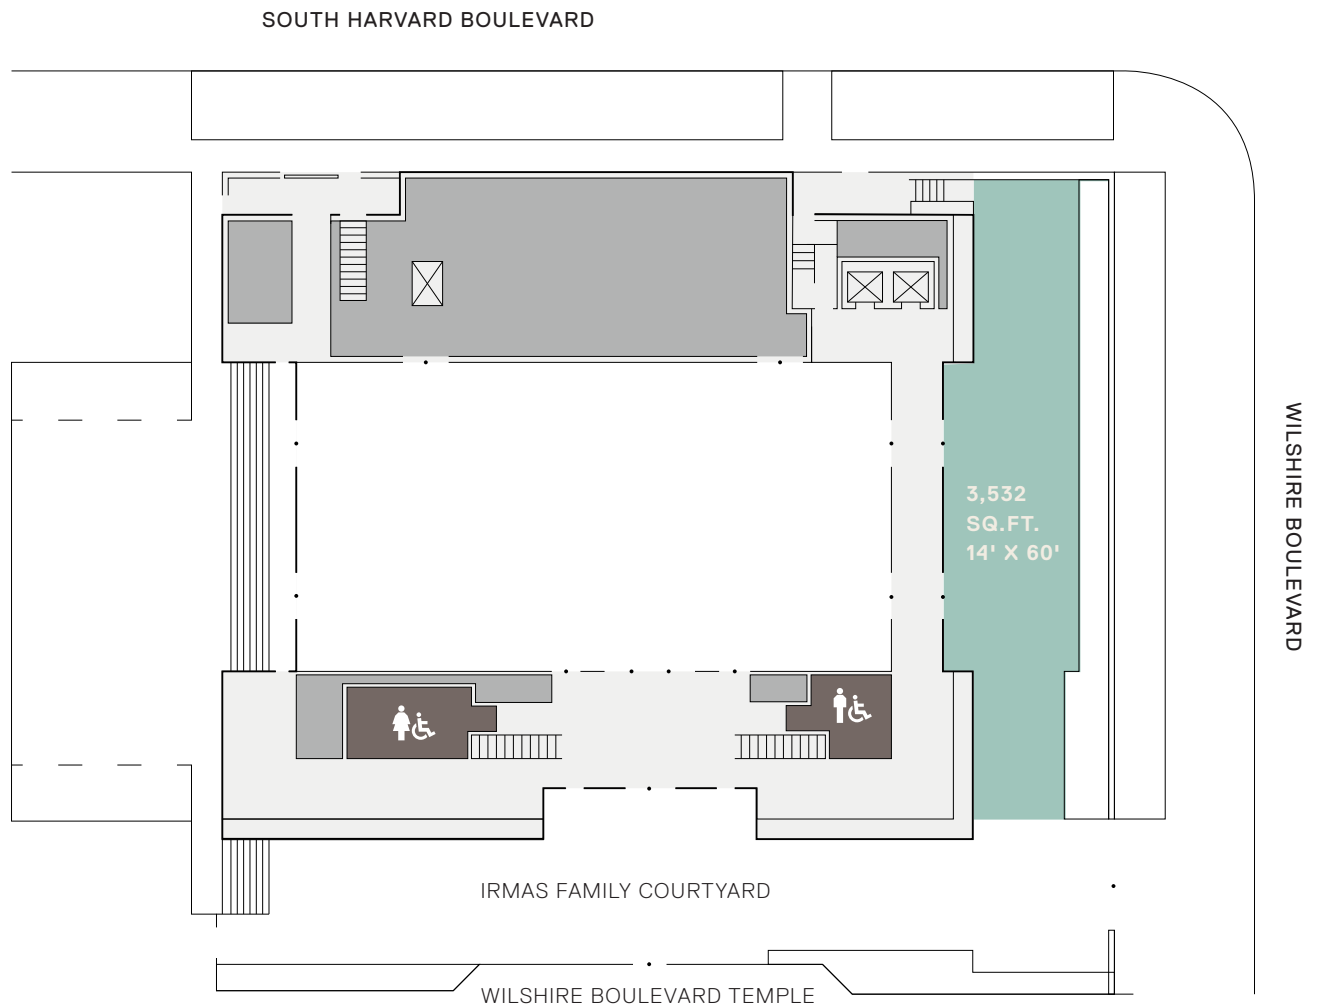 SOUTH HARVARD BOULEVARD
WILSHIRE BOULEVARD
3,532
SQ.FT.
14' X 60'
IRMAS FAMILY COURTYARD
WILSHIRE BOULEVARD TEMPLE